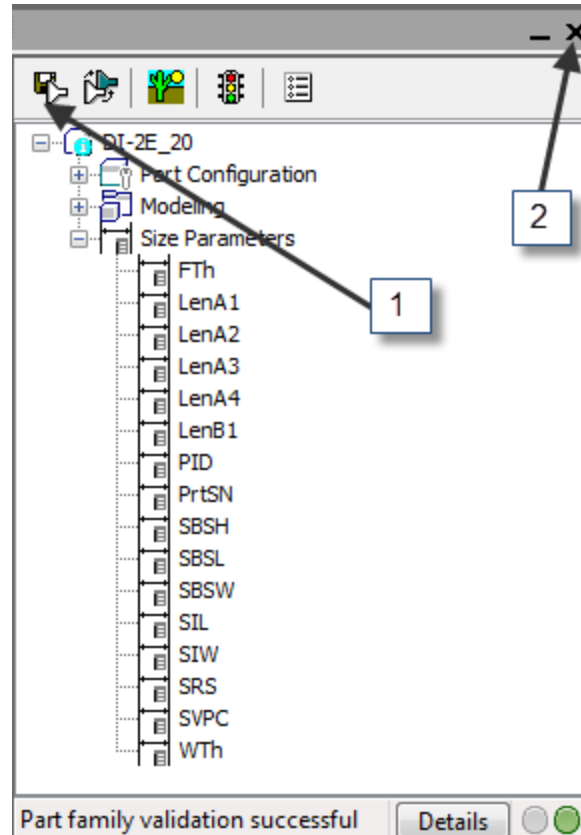 DI-2E_20
Part Configuration
Modeling
2
Size Parameters
FTh
1
LenA1
LenA2
LenA3
LenA4
LenB1
PID
PrtSN
SBSH
SBSL
SBSW
SIL
SIW
SRS
SVPC
WTh
Part family validation successful Details